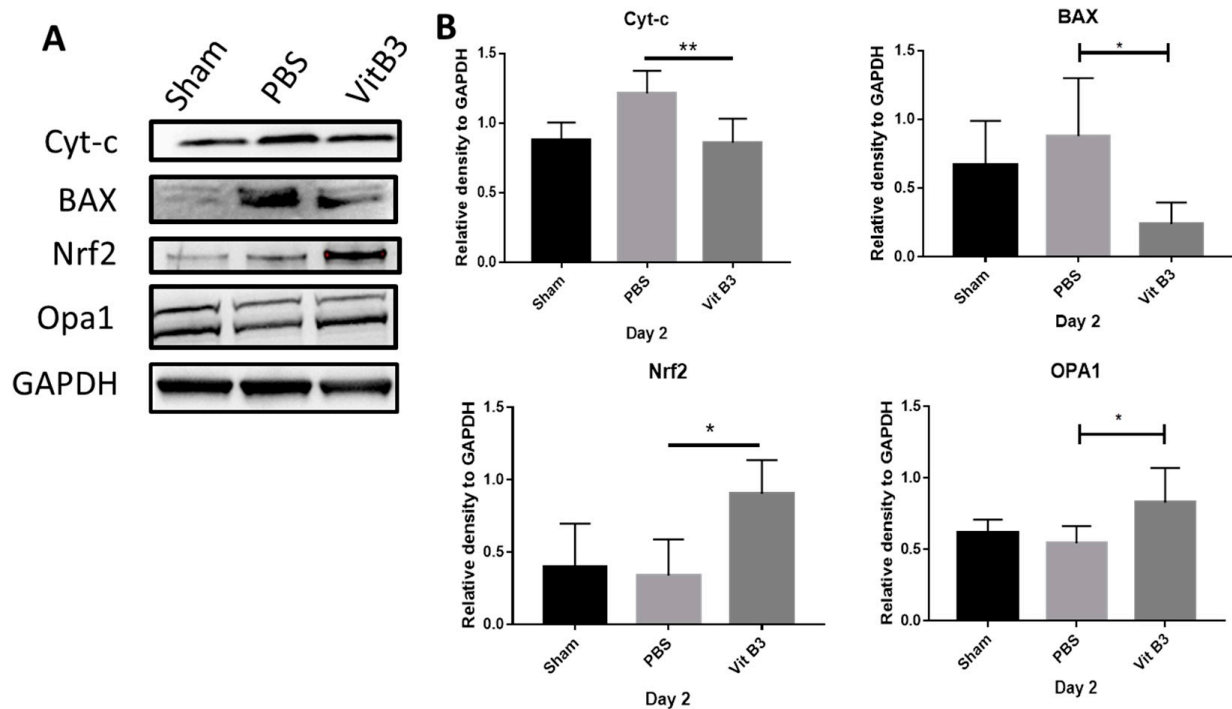 A
Sham PBS VitB3
Cyt-c
BAX
Nrf2
Opa1
GAPDH
B
Cyt-c
Relative density to GAPDH
1.5
1.0
0.5
0.0
**
Sham PBS Vit B3
Day 2
BAX
Relative density to GAPDH
1.5
1.0
0.5
0.0
*
Sham PBS Vit B3
Day 2
Nrf2
Relative density to GAPDH
1.5
1.0
0.5
0.0
*
Sham PBS Vit B3
Day 2
OPA1
Relative density to GAPDH
1.5
1.0
0.5
0.0
*
Sham PBS Vit B3
Day 2